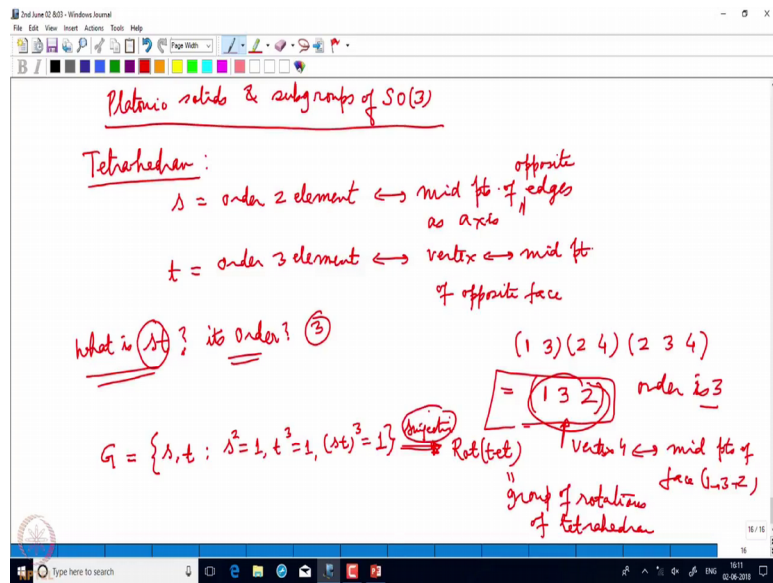 2nd June 02 &03 - Windows Journal
File Edit View Insert Actions Tools Help
Page Width
B I
Platonic solids & subgroups of SO(3)
Tetrahedran :
opposite
s = order 2 element ⟷ mid pts. of edges
as axis
t = order 3 element ⟷ vertex ⟷ mid pt.
of opposite face
What is (st) ? its order? ③
(1 3)(2 4)(2 3 4)
= (1 3 2) order is 3
G = {s,t : s²=1, t³=1, (st)³=1} surjective Rot(tet)
vertex 4 ⟷ mid pts of
face (1-3-2)
group of rotations
of tetrahedran
16/16
16
NPTEL
Type here to search
ENG
16:11
02-06-2018